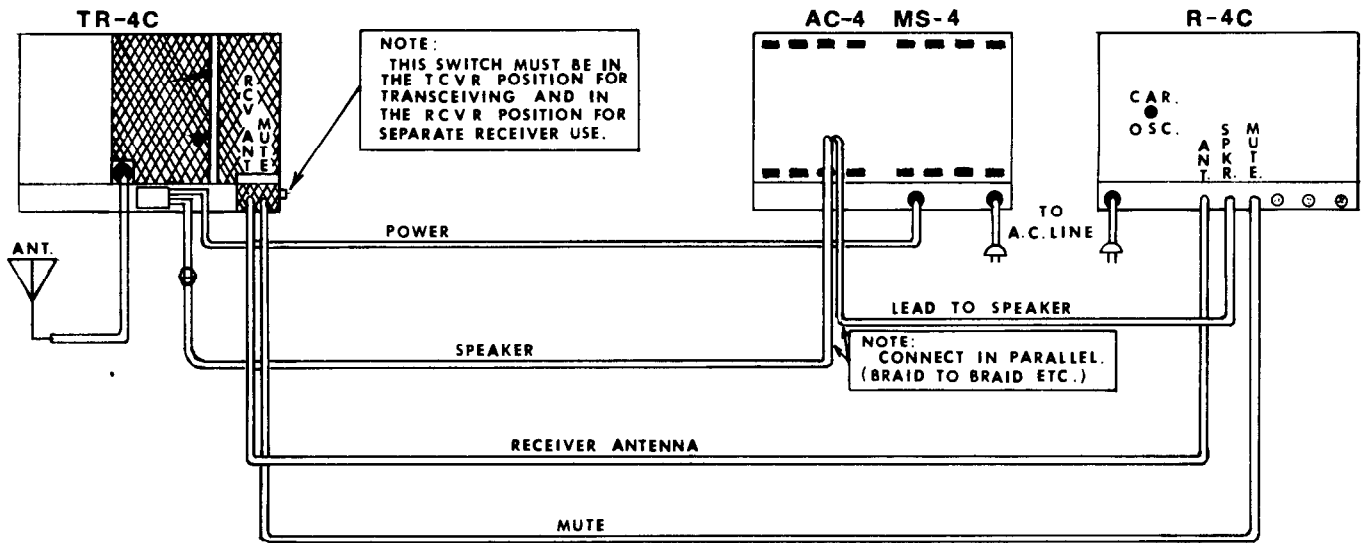 TR-4C
AC-4 MS-4
R-4C
NOTE:
THIS SWITCH MUST BE IN
THE TCVR POSITION FOR
TRANSCEIVING AND IN
THE RCVR POSITION FOR
SEPARATE RECEIVER USE.
RCV ANT
MUTE
CAR.
OSC.
ANT.
SPKR.
MUTE.
TO
A.C. LINE
POWER
ANT.
LEAD TO SPEAKER
SPEAKER
NOTE:
CONNECT IN PARALLEL.
(BRAID TO BRAID ETC.)
RECEIVER ANTENNA
MUTE